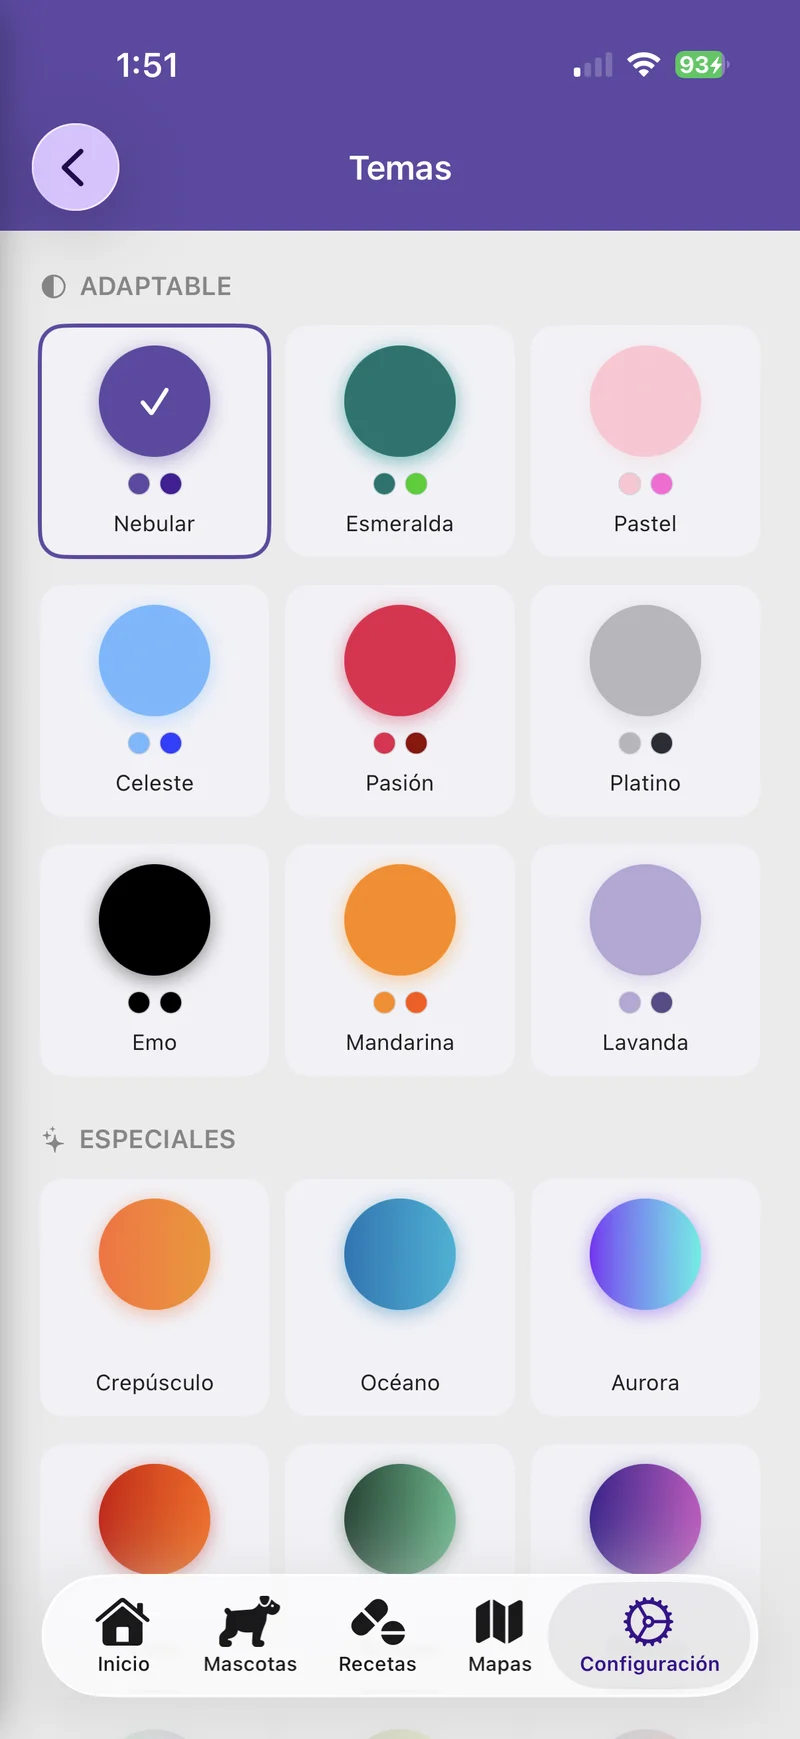 1:51
93
Temas
ADAPTABLE
Nebular
Esmeralda
Pastel
Celeste
Pasión
Platino
Emo
Mandarina
Lavanda
ESPECIALES
Crepúsculo
Océano
Aurora
Inicio
Mascotas
Recetas
Mapas
Configuración